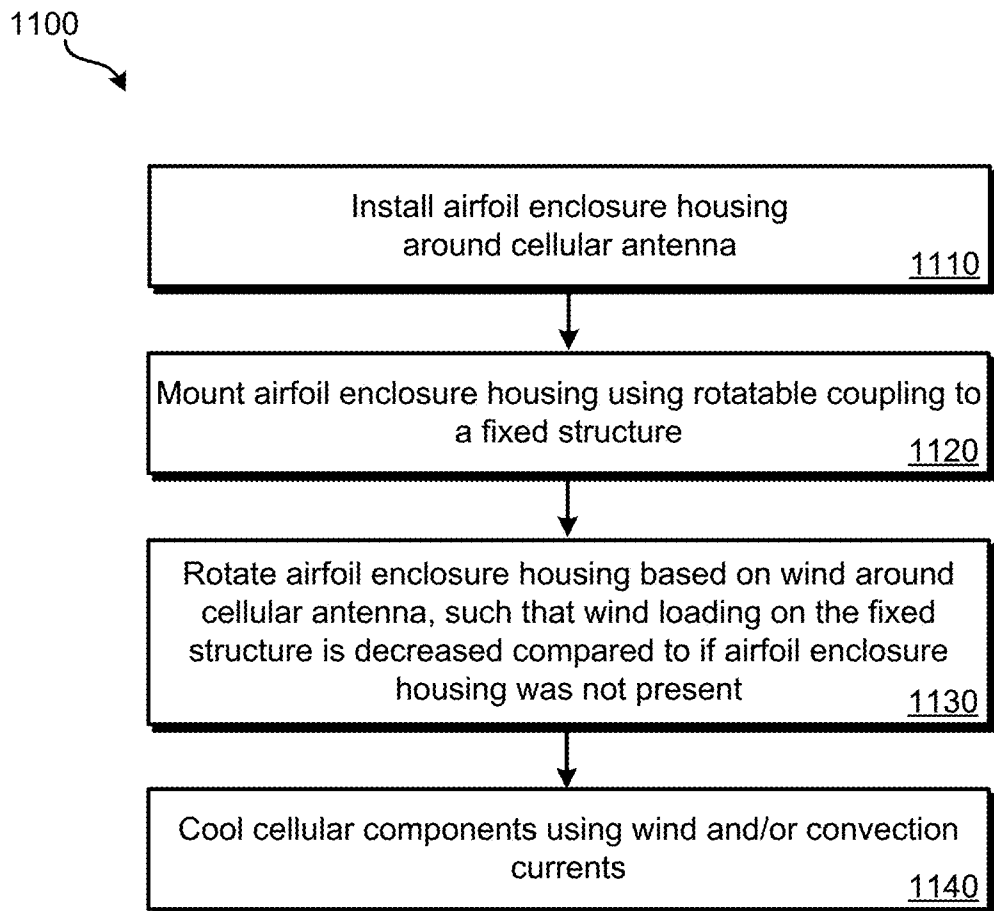 1100
Install airfoil enclosure housing
around cellular antenna
1110
Mount airfoil enclosure housing using rotatable coupling to
a fixed structure
1120
Rotate airfoil enclosure housing based on wind around
cellular antenna, such that wind loading on the fixed
structure is decreased compared to if airfoil enclosure
housing was not present
1130
Cool cellular components using wind and/or convection
currents
1140